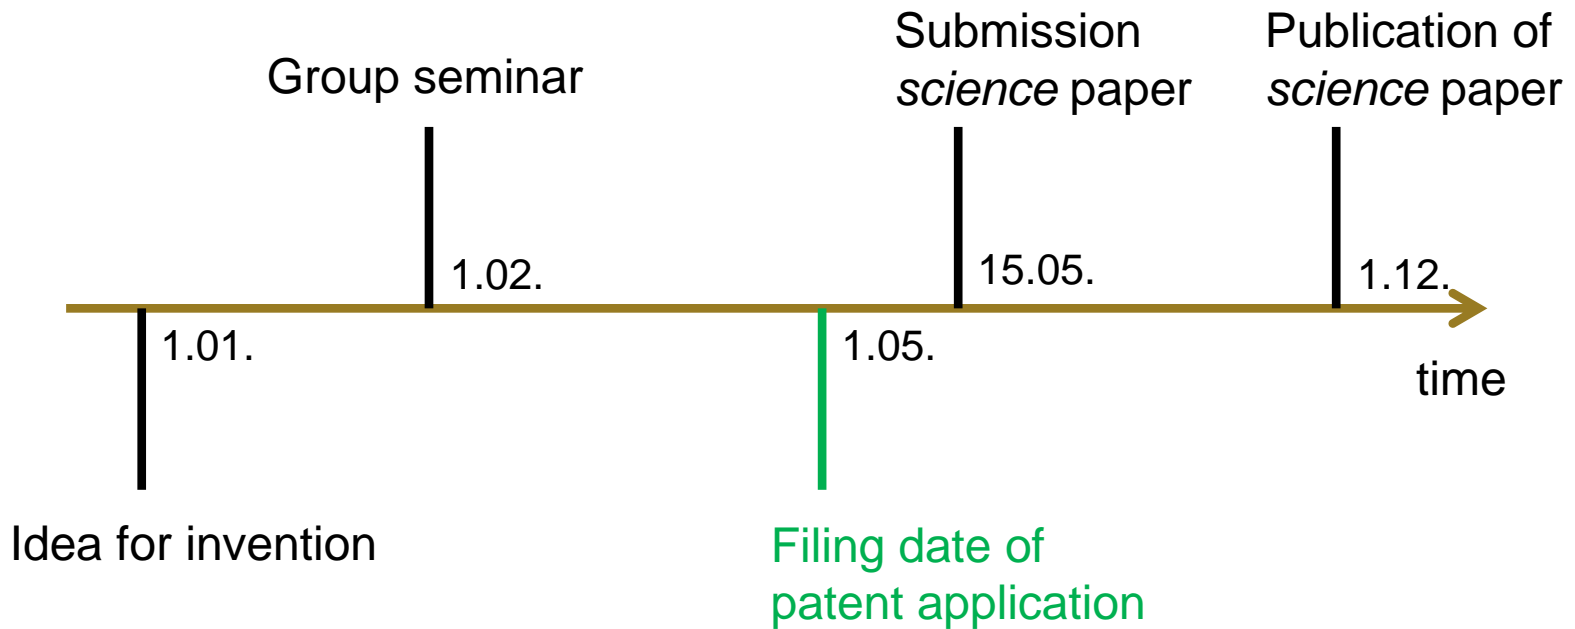 Group seminar
Submission
science paper
Publication of
science paper
1.02.
15.05.
1.12.
1.01.
1.05.
time
Idea for invention
Filing date of
patent application